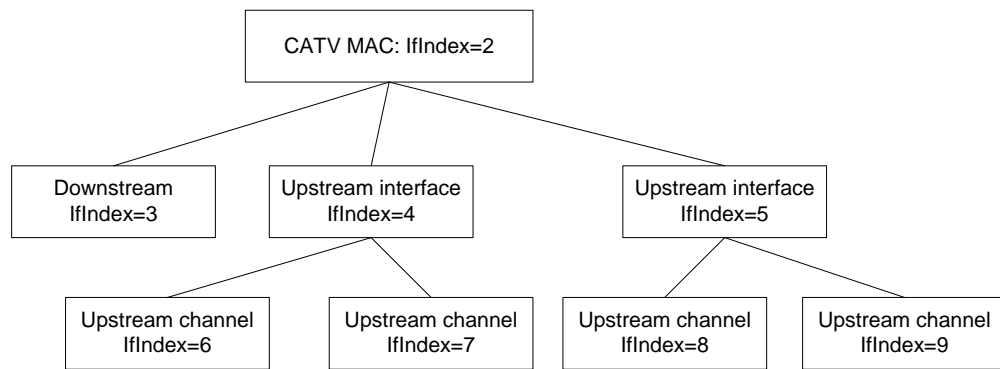 CATV MAC: IfIndex=2
Downstream
IfIndex=3
Upstream interface
IfIndex=4
Upstream interface
IfIndex=5
Upstream channel
IfIndex=6
Upstream channel
IfIndex=7
Upstream channel
IfIndex=8
Upstream channel
IfIndex=9